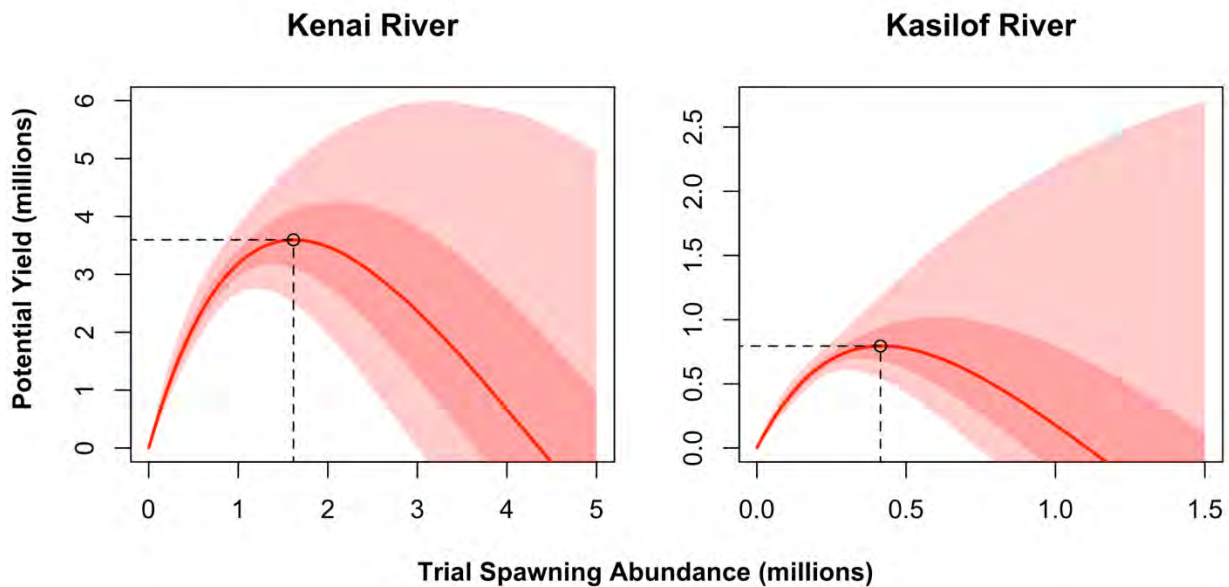 Kenai River
Kasilof River
Potential Yield (millions)
6
5
4
3
2
1
0
0 1 2 3 4 5
2.5
2.0
1.5
1.0
0.5
0.0
0.0 0.5 1.0 1.5
Trial Spawning Abundance (millions)